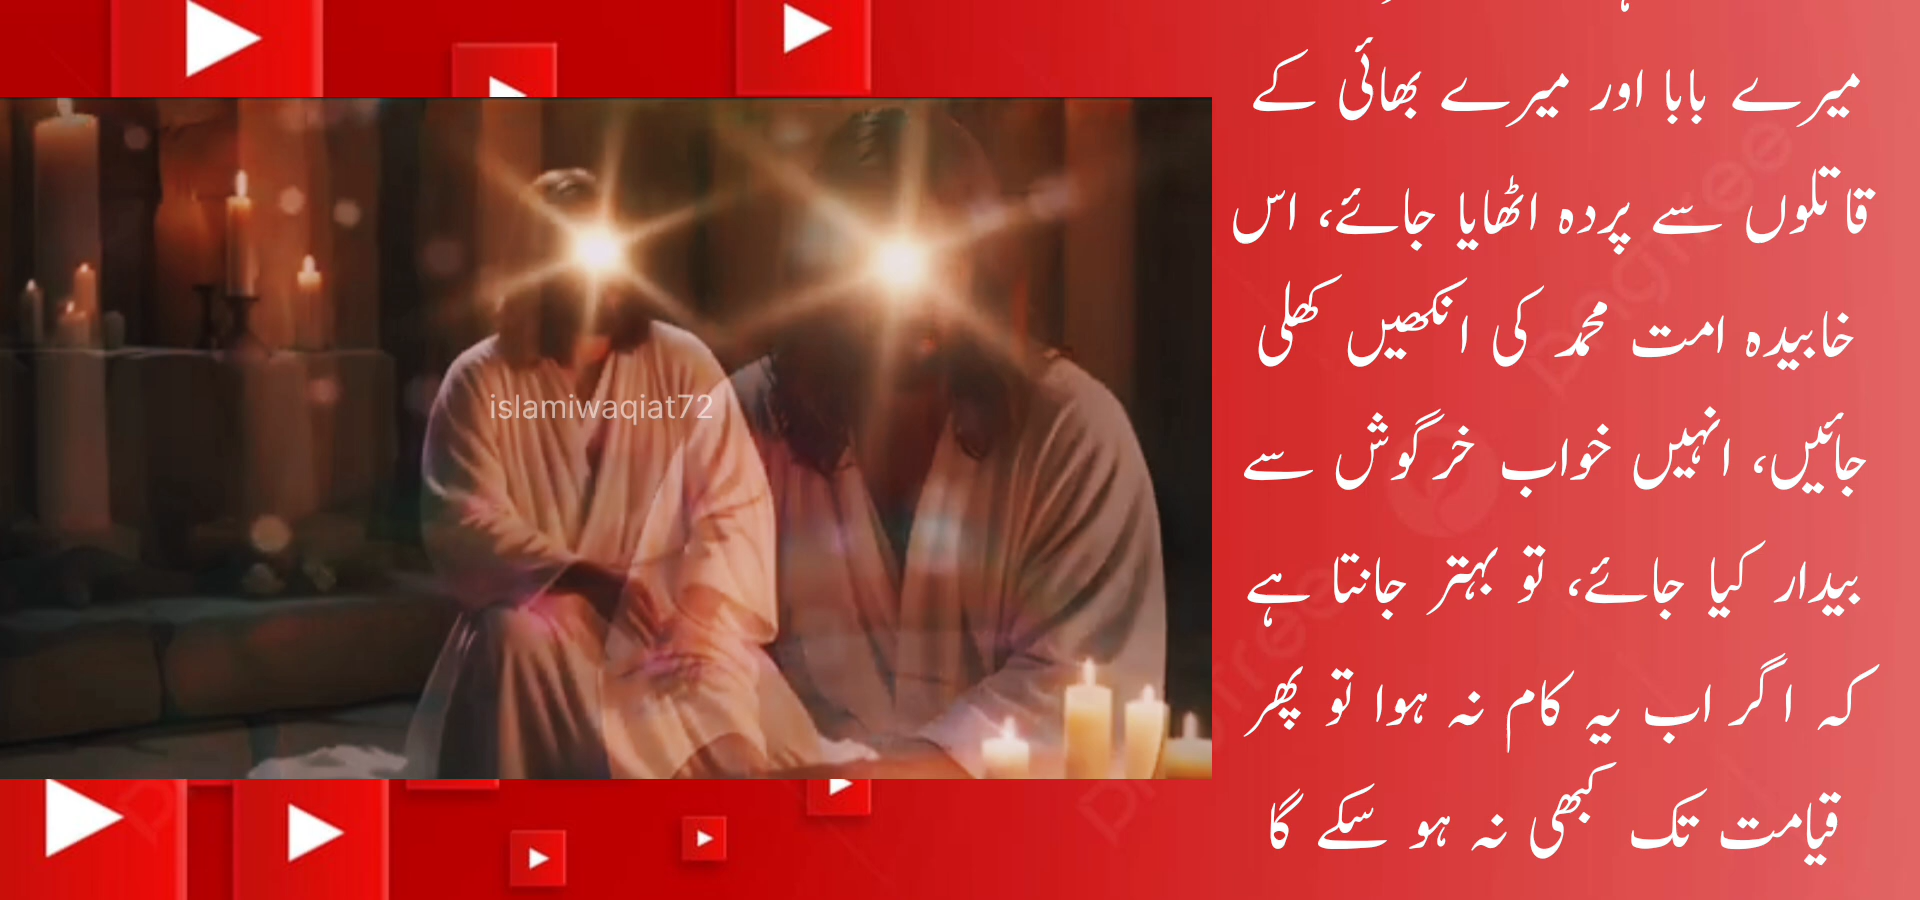 میرے بابا اور میرے بھائی کے
قاتلوں سے پردہ اٹھایا جائے، اس
خابیدہ امت محمد کی انکھیں کھلی
جائیں، انہیں خواب خرگوش سے
بیدار کیا جائے، تو بہتر جانتا ہے
کہ اگر اب یہ کام نہ ہوا تو پھر
قیامت تک کبھی نہ ہو سکے گا
islamiwaqiat72
pngtree